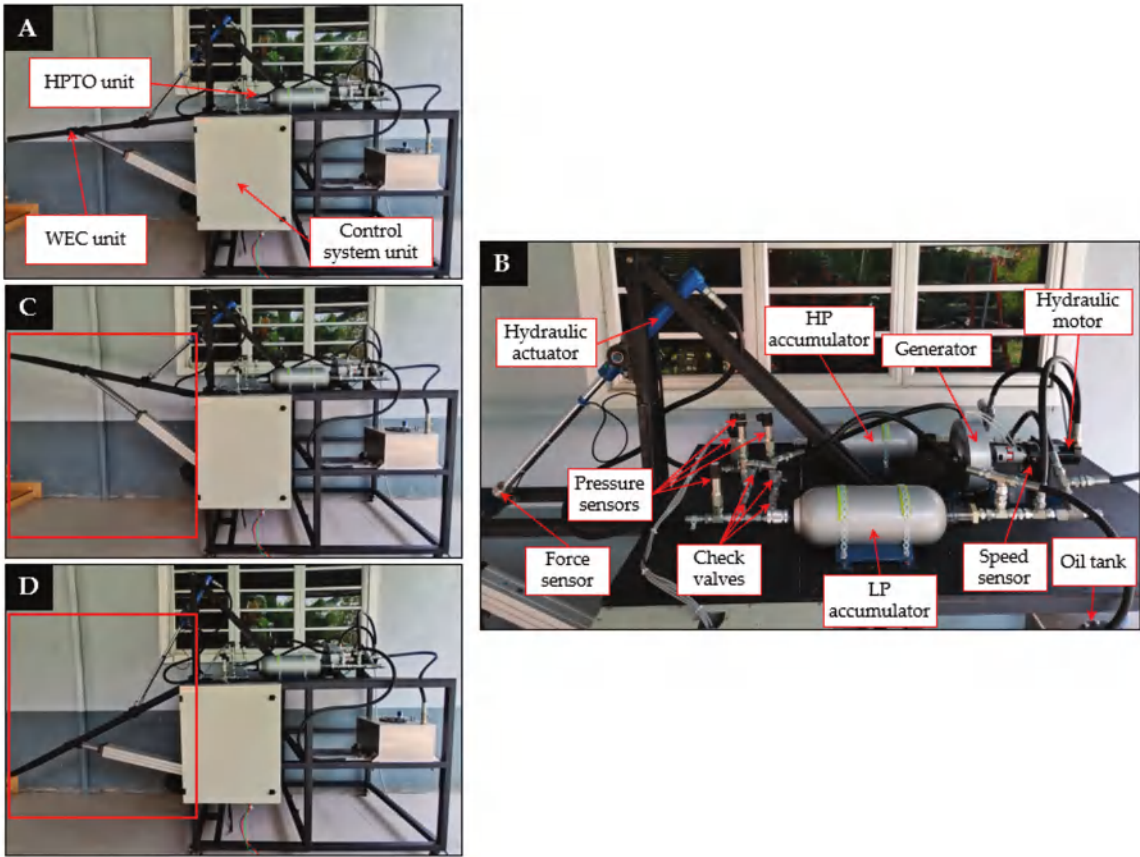 A
HPTO unit
WEC unit
Control
system unit
C
D
B
Hydraulic
actuator
HP
accumulator
Generator
Hydraulic
motor
Pressure
sensors
Force
sensor
Check
valves
LP
accumulator
Speed
sensor
Oil tank